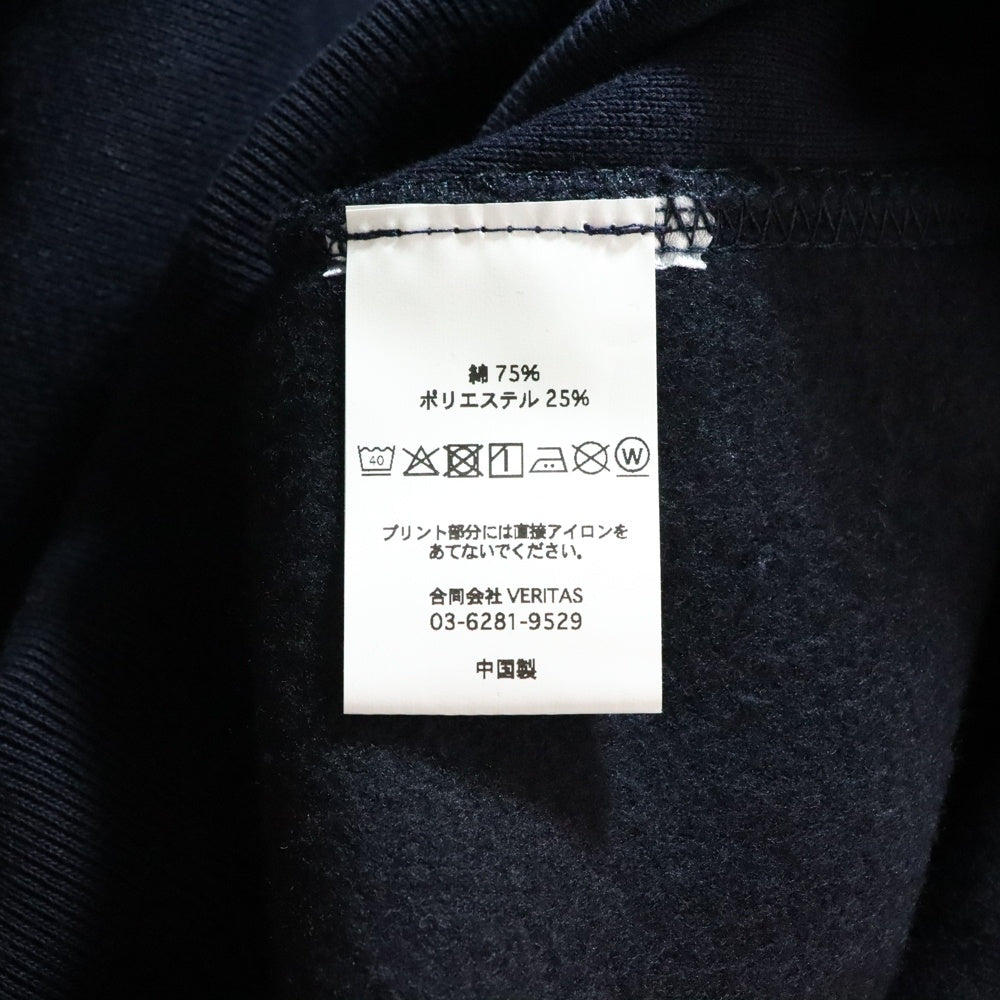 綿 75%
ポリエステル 25%
40 W
プリント部分には直接アイロンを
あてないでください。
合同会社 VERITAS
03-6281-9529
中国製